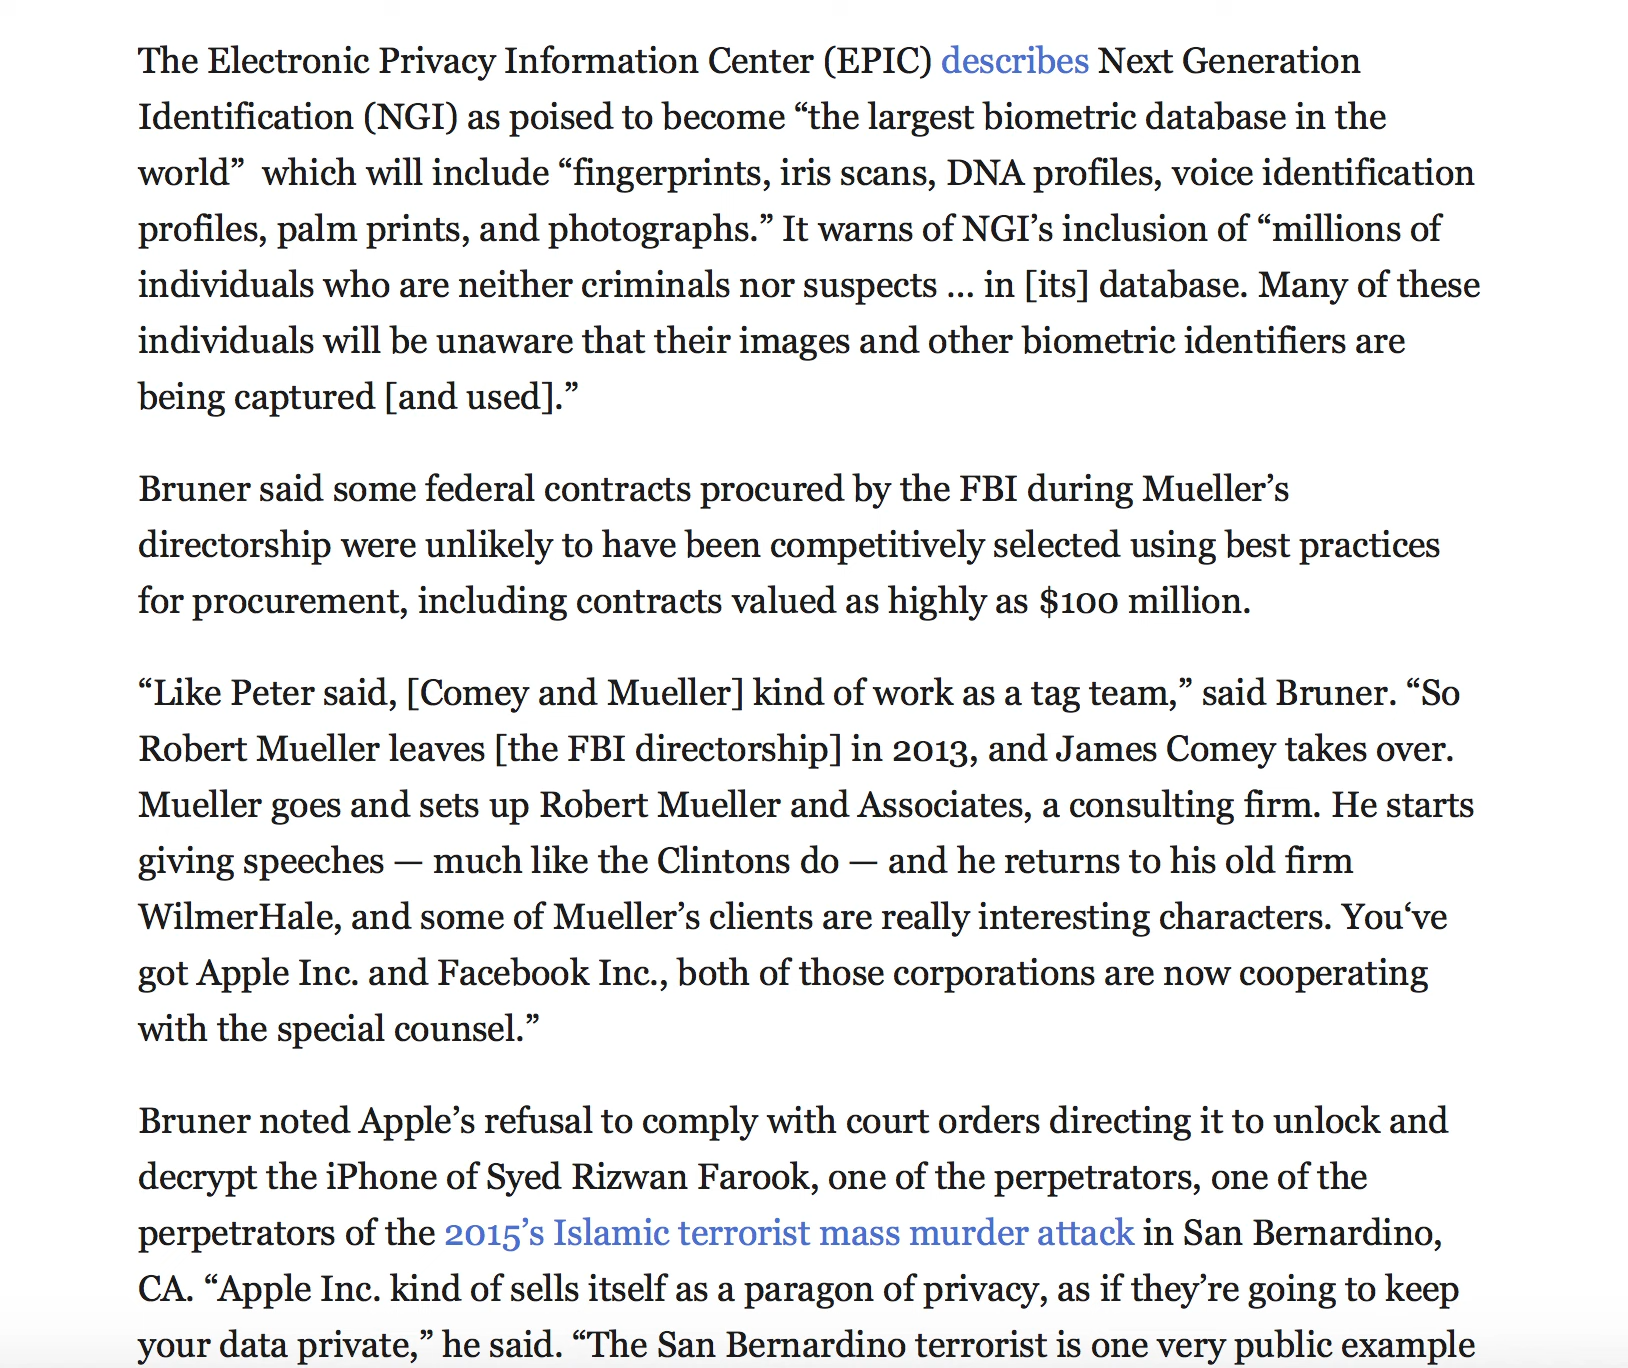 The Electronic Privacy Information Center (EPIC) describes Next Generation
Identification (NGI) as poised to become “the largest biometric database in the
world”  which will include “fingerprints, iris scans, DNA profiles, voice identification
profiles, palm prints, and photographs.” It warns of NGI’s inclusion of “millions of
individuals who are neither criminals nor suspects ... in [its] database. Many of these
individuals will be unaware that their images and other biometric identifiers are
being captured [and used].”
Bruner said some federal contracts procured by the FBI during Mueller’s
directorship were unlikely to have been competitively selected using best practices
for procurement, including contracts valued as highly as $100 million.
“Like Peter said, [Comey and Mueller] kind of work as a tag team,” said Bruner. “So
Robert Mueller leaves [the FBI directorship] in 2013, and James Comey takes over.
Mueller goes and sets up Robert Mueller and Associates, a consulting firm. He starts
giving speeches — much like the Clintons do — and he returns to his old firm
WilmerHale, and some of Mueller’s clients are really interesting characters. You‘ve
got Apple Inc. and Facebook Inc., both of those corporations are now cooperating
with the special counsel.”
Bruner noted Apple’s refusal to comply with court orders directing it to unlock and
decrypt the iPhone of Syed Rizwan Farook, one of the perpetrators, one of the
perpetrators of the 2015’s Islamic terrorist mass murder attack in San Bernardino,
CA. “Apple Inc. kind of sells itself as a paragon of privacy, as if they’re going to keep
your data private,” he said. “The San Bernardino terrorist is one very public example